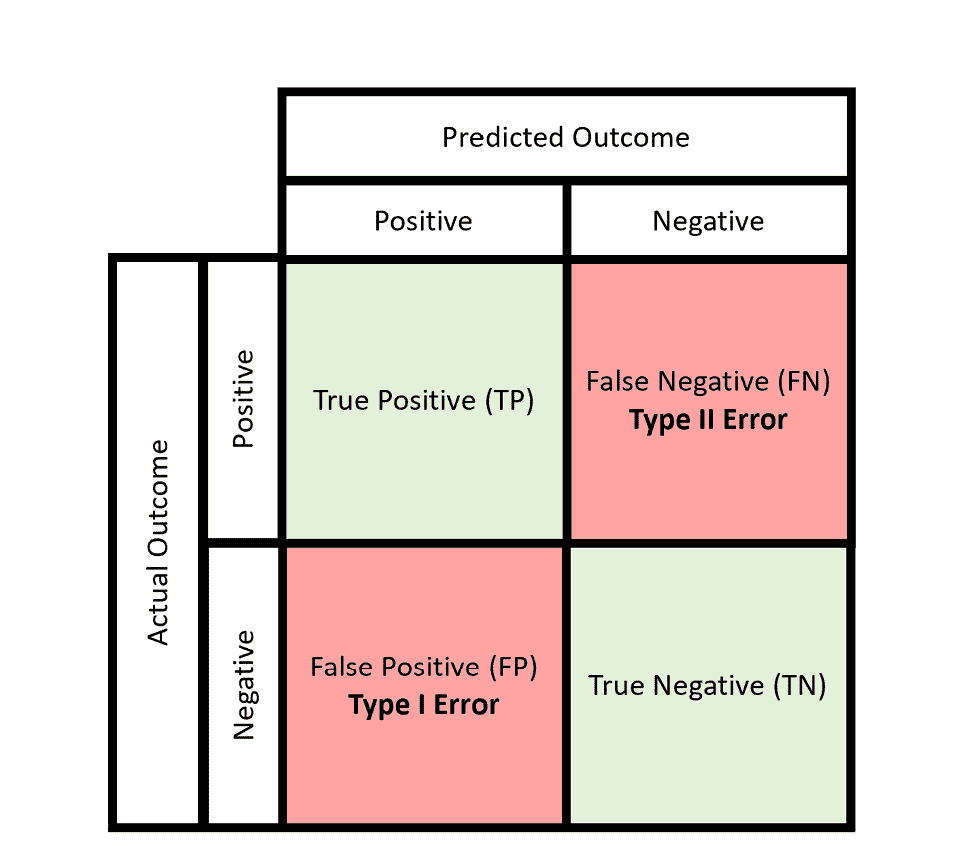 Predicted Outcome
Positive
Negative
Actual Outcome
Positive
True Positive (TP)
False Negative (FN)
Type II Error
Negative
False Positive (FP)
Type I Error
True Negative (TN)